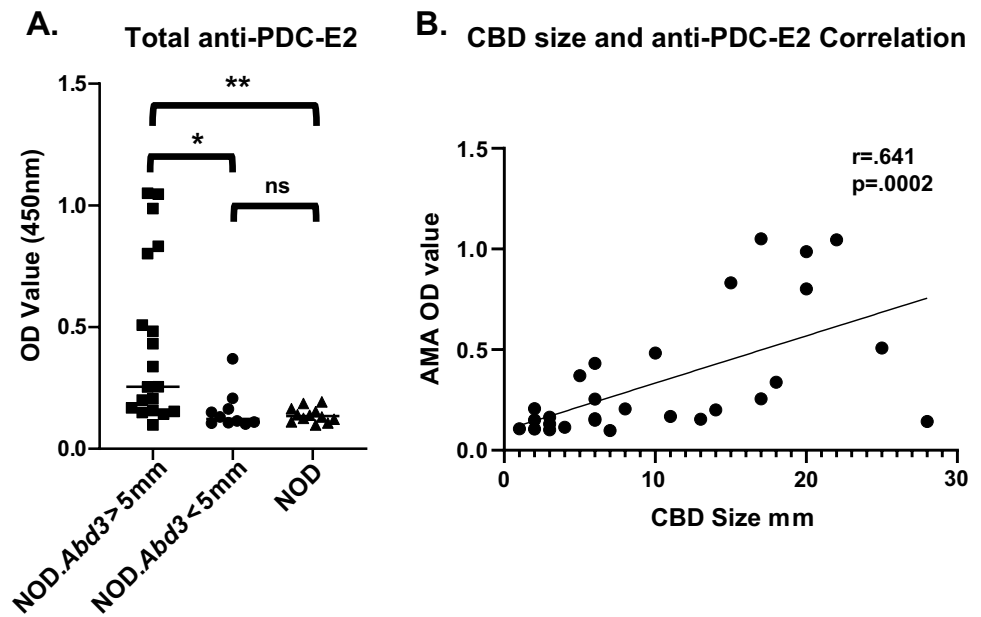 A.
Total anti-PDC-E2
OD Value (450nm)
1.5
1.0
0.5
0.0
**
*
ns
NOD.Abd3>5mm
NOD.Abd3<5mm
NOD
B.
CBD size and anti-PDC-E2 Correlation
AMA OD value
1.5
1.0
0.5
0.0
r=.641
p=.0002
0
10
20
30
CBD Size mm